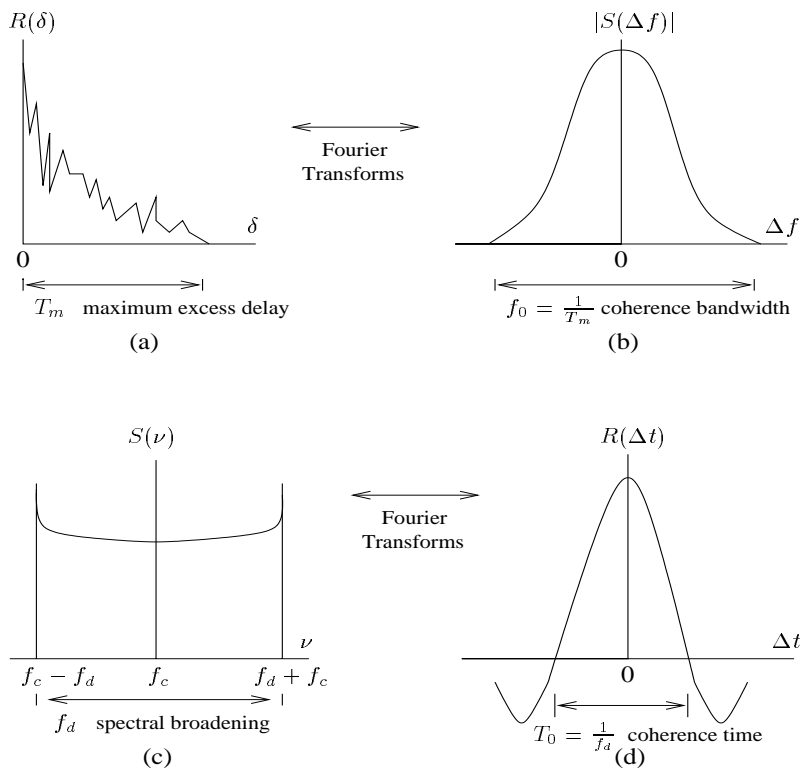 R(δ)
|S(Δf)|
Fourier
Transforms
δ
Δf
0
0
T_m maximum excess delay
f_0 = 1/T_m coherence bandwidth
(a)
(b)
S(ν)
R(Δt)
Fourier
Transforms
ν
Δt
f_c − f_d
f_c
f_d + f_c
0
f_d spectral broadening
T_0 = 1/f_d coherence time
(c)
(d)